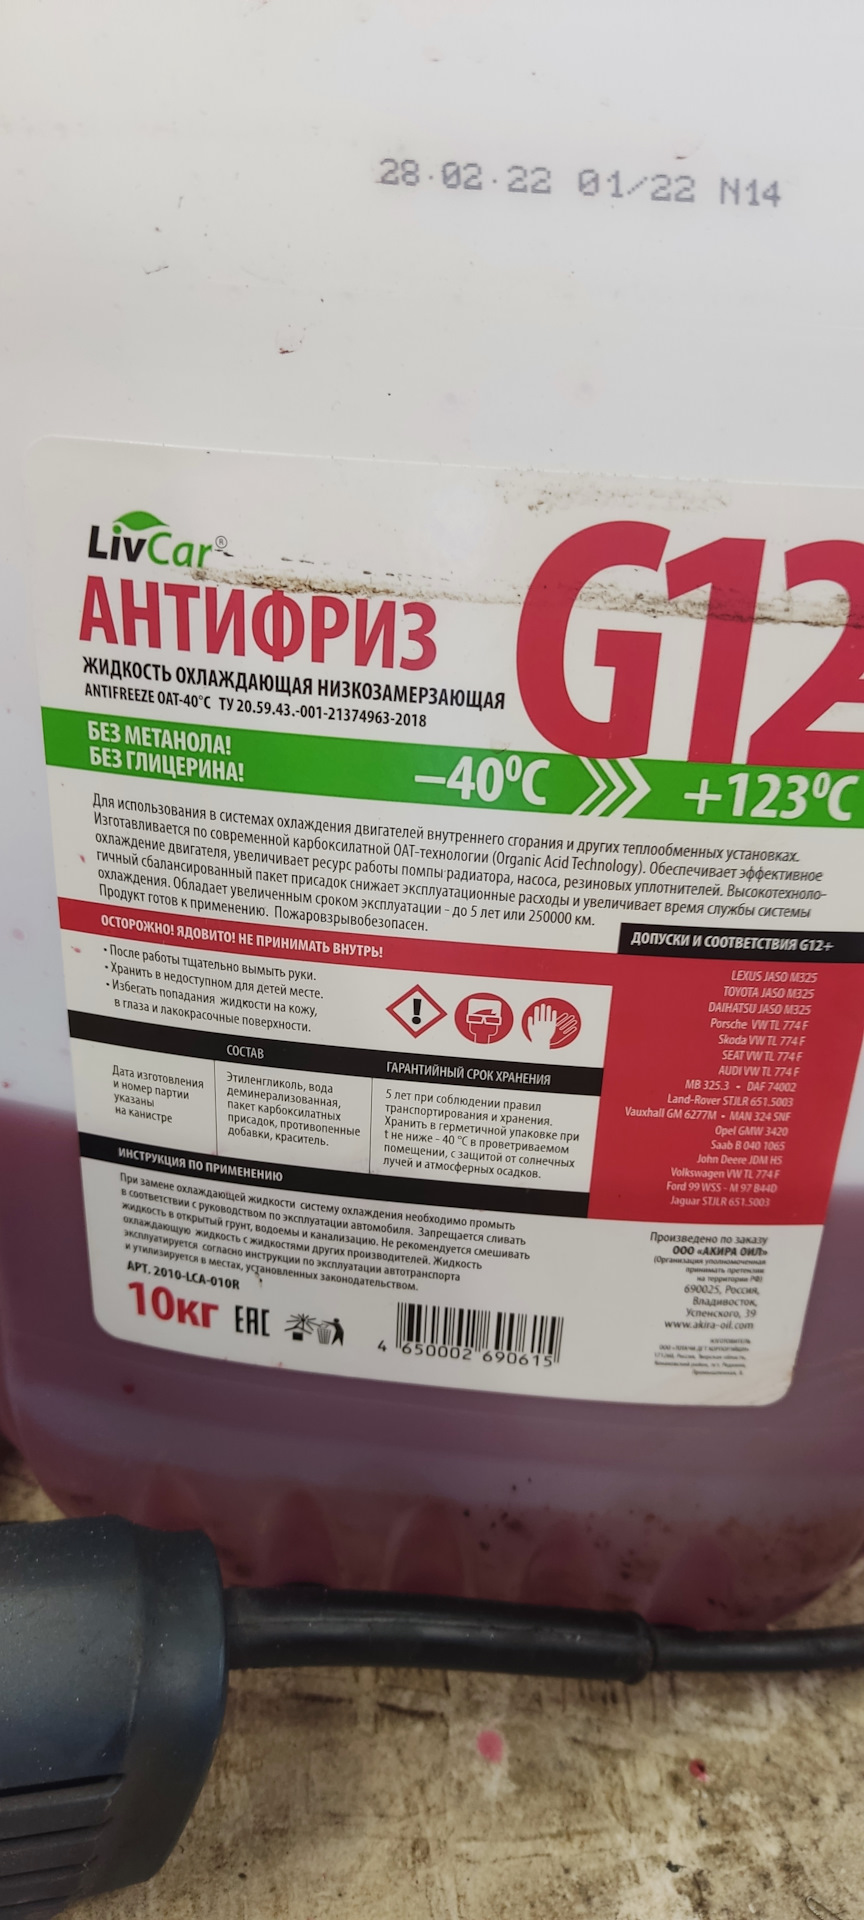 28.02.22 01/22 N14
LivCar®
АНТИФРИЗ
G12
ЖИДКОСТЬ ОХЛАЖДАЮЩАЯ НИЗКОЗАМЕРЗАЮЩАЯ
ANTIFREEZE OAT-40°C ТУ 20.59.43.-001-21374963-2018
БЕЗ МЕТАНОЛА!
БЕЗ ГЛИЦЕРИНА!
–40⁰C
+123⁰C
Для использования в системах охлаждения двигателей внутреннего сгорания и других теплообменных установках.
Изготавливается по современной карбоксилатной ОАТ-технологии (Organic Acid Technology). Обеспечивает эффективное
охлаждение двигателя, увеличивает ресурс работы помпы радиатора, насоса, резиновых уплотнителей. Высокотехноло-
гичный сбалансированный пакет присадок снижает эксплуатационные расходы и увеличивает время службы системы
охлаждения. Обладает увеличенным сроком эксплуатации - до 5 лет или 250000 км.
Продукт готов к применению. Пожаровзрывобезопасен.
ОСТОРОЖНО! ЯДОВИТО! НЕ ПРИНИМАТЬ ВНУТРЬ!
• После работы тщательно вымыть руки.
• Хранить в недоступном для детей месте.
• Избегать попадания жидкости на кожу,
в глаза и лакокрасочные поверхности.
ДОПУСКИ И СООТВЕТСТВИЯ G12+
LEXUS JASO M325
TOYOTA JASO M325
DAIHATSU JASO M325
Porsche VW TL 774 F
Skoda VW TL 774 F
SEAT VW TL 774 F
AUDI VW TL 774 F
MB 325.3 • DAF 74002
Land-Rover STJLR 651.5003
Vauxhall GM 6277M • MAN 324 SNF
Opel GMW 3420
Saab B 040 1065
John Deere JDM H5
Volkswagen VW TL 774 F
Ford 99 WSS - M 97 B44D
Jaguar STJLR 651.5003
СОСТАВ
ГАРАНТИЙНЫЙ СРОК ХРАНЕНИЯ
Дата изготовления
и номер партии
указаны
на канистре
Этиленгликоль, вода
деминерализованная,
пакет карбоксилатных
присадок, противопенные
добавки, краситель.
5 лет при соблюдении правил
транспортирования и хранения.
Хранить в герметичной упаковке при
t не ниже - 40 °C в проветриваемом
помещении, с защитой от солнечных
лучей и атмосферных осадков.
ИНСТРУКЦИЯ ПО ПРИМЕНЕНИЮ
При замене охлаждающей жидкости систему охлаждения необходимо промыть
в соответствии с руководством по эксплуатации автомобиля. Запрещается сливать
жидкость в открытый грунт, водоемы и канализацию. Не рекомендуется смешивать
охлаждающую жидкость с жидкостями других производителей. Жидкость
эксплуатируется согласно инструкции по эксплуатации автотранспорта
и утилизируется в местах, установленных законодательством.
АРТ. 2010-LCA-010R
10кг
EAC
4 650002 690615
Произведено по заказу
ООО «АКИРА ОИЛ»
(Организация уполномоченная
принимать претензии
на территории РФ)
690025, Россия,
Владивосток,
Успенского, 39
www.akira-oil.com
ИЗГОТОВИТЕЛЬ